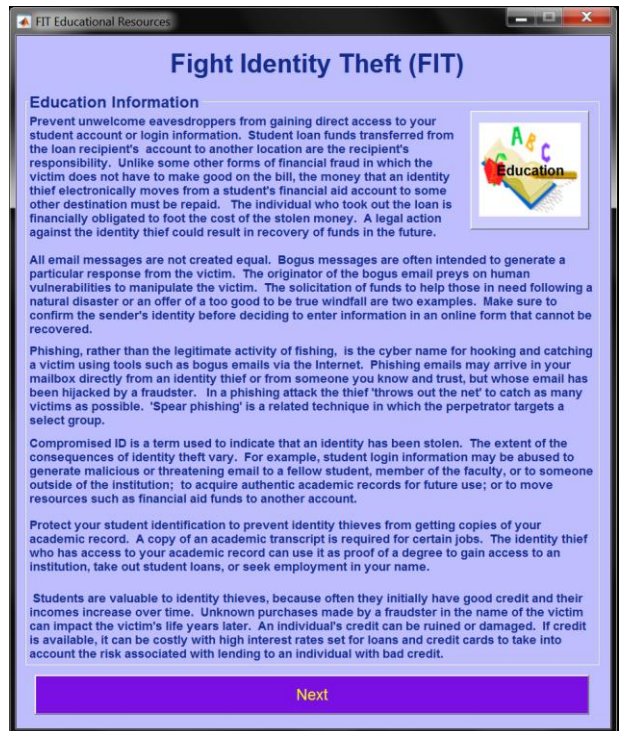 FIT Educational Resources
Fight Identity Theft (FIT)
Education Information
Prevent unwelcome eavesdroppers from gaining direct access to your
student account or login information.  Student loan funds transferred from
the loan recipient's  account to another location are the recipient's
responsibility.  Unlike some other forms of financial fraud in which the
victim does not have to make good on the bill, the money that an identity
thief electronically moves from a student's financial aid account to some
other destination must be repaid.   The individual who took out the loan is
financially obligated to foot the cost of the stolen money.  A legal action
against the identity thief could result in recovery of funds in the future.
A B C
Education
All email messages are not created equal.  Bogus messages are often intended to generate a
particular response from the victim.  The originator of the bogus email preys on human
vulnerabilities to manipulate the victim.  The solicitation of funds to help those in need following a
natural disaster or an offer of a too good to be true windfall are two examples.  Make sure to
confirm the sender's identity before deciding to enter information in an online form that cannot be
recovered.
Phishing, rather than the legitimate activity of fishing,  is the cyber name for hooking and catching
a victim using tools such as bogus emails via the Internet.  Phishing emails may arrive in your
mailbox directly from an identity thief or from someone you know and trust, but whose email has
been hijacked by a fraudster.   In a phishing attack the thief 'throws out the net' to catch as many
victims as possible.  'Spear phishing' is a related technique in which the perpetrator targets a
select group.
Compromised ID is a term used to indicate that an identity has been stolen.  The extent of the
consequences of identity theft vary.  For example, student login information may be abused to
generate malicious or threatening email to a fellow student, member of the faculty, or to someone
outside of the institution;  to acquire authentic academic records for future use; or to move
resources such as financial aid funds to another account.
Protect your student identification to prevent identity thieves from getting copies of your
academic record.  A copy of an academic transcript is required for certain jobs.  The identity thief
who has access to your academic record can use it as proof of a degree to gain access to an
institution, take out student loans, or seek employment in your name.
Students are valuable to identity thieves, because often they initially have good credit and their
incomes increase over time.  Unknown purchases made by a fraudster in the name of the victim
can impact the victim's life years later.  An individual's credit can be ruined or damaged.  If credit
is available, it can be costly with high interest rates set for loans and credit cards to take into
account the risk associated with lending to an individual with bad credit.
Next